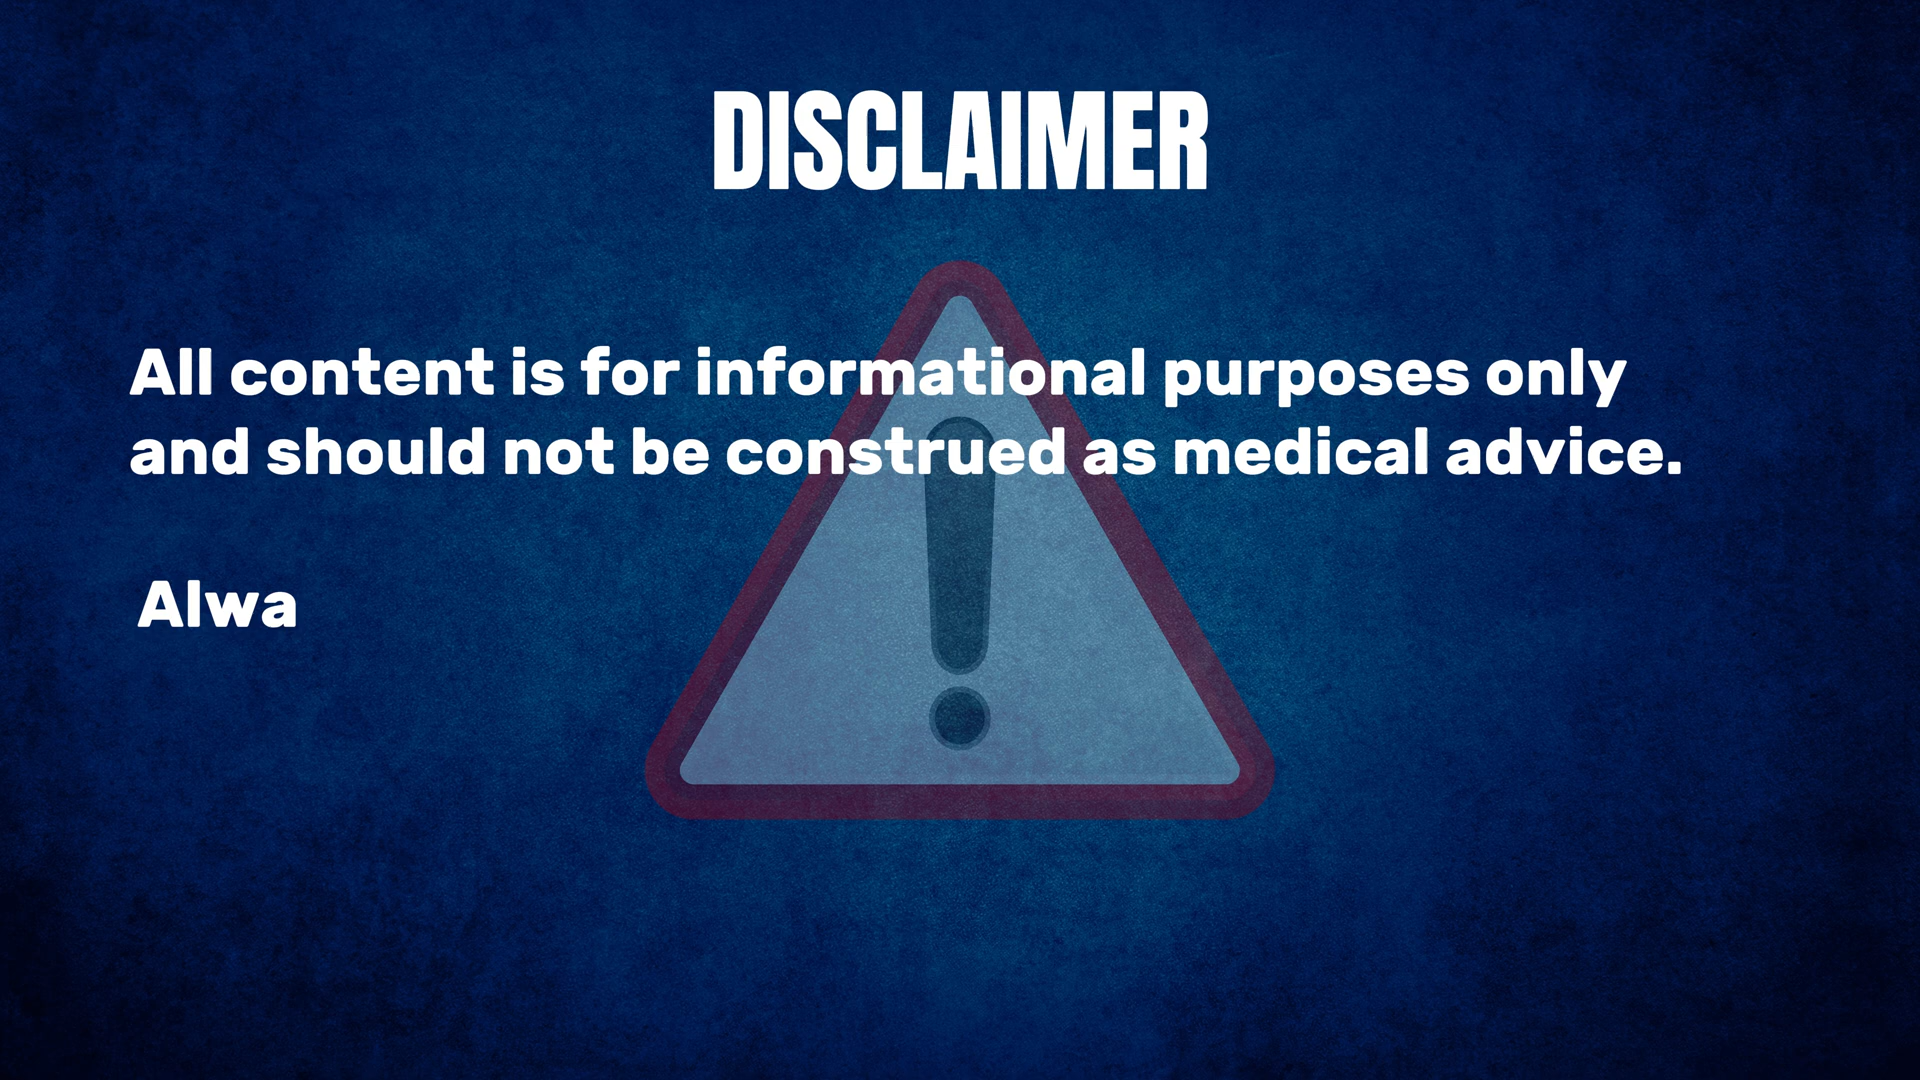 DISCLAIMER
All content is for informational purposes only
and should not be construed as medical advice.
Alwa